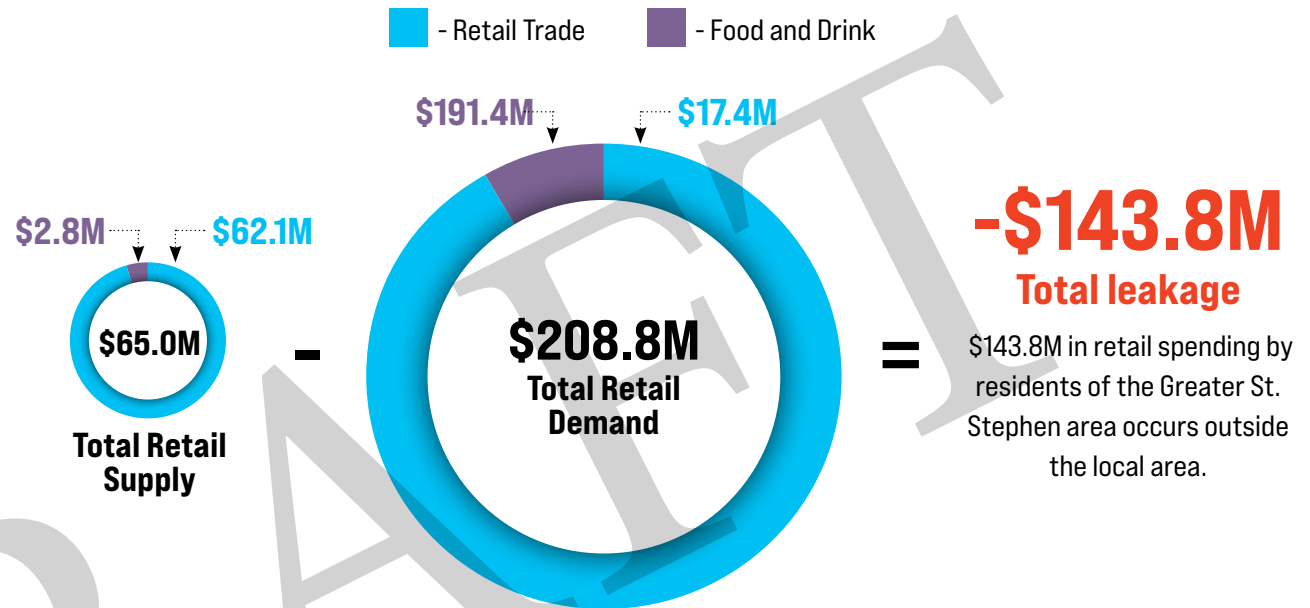 - Retail Trade
- Food and Drink
$191.4M
$17.4M
$2.8M
$62.1M
$65.0M
Total Retail
Supply
-
$208.8M
Total Retail
Demand
=
-$143.8M
Total leakage
$143.8M in retail spending by
residents of the Greater St.
Stephen area occurs outside
the local area.
RAFT